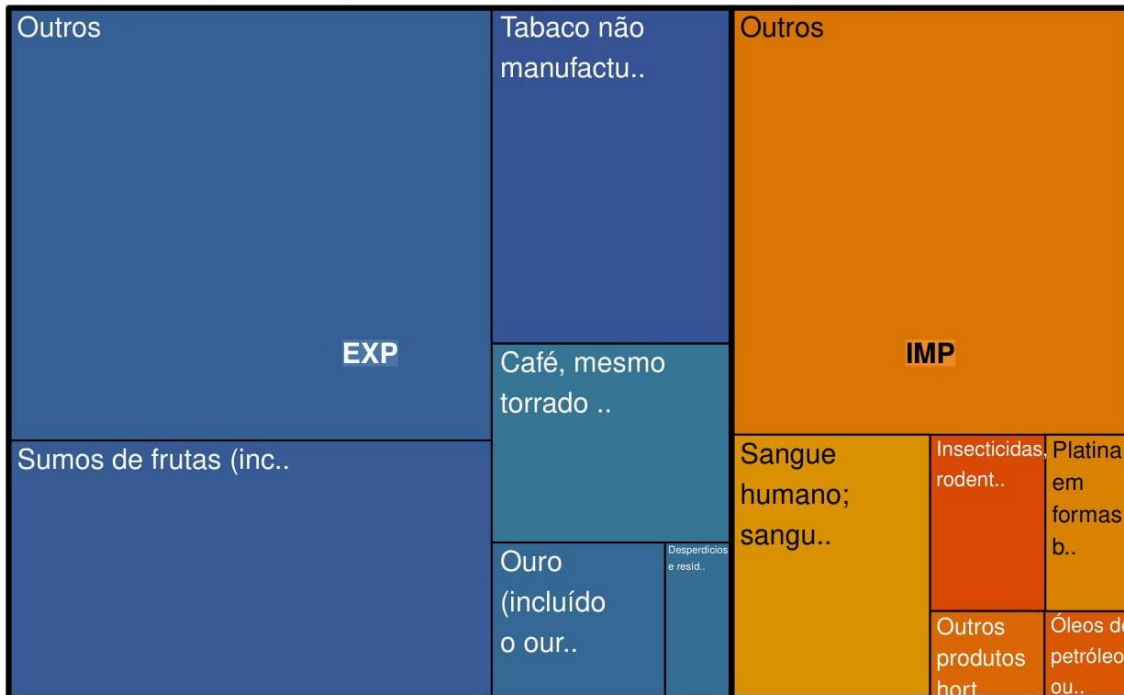 Outros
EXP
Sumos de frutas (inc..
Tabaco não
manufactu..
Café, mesmo
torrado ..
Ouro
(incluído
o our..
Desperdícios
e resíd..
Outros
IMP
Sangue
humano;
sangu..
Insecticidas,
rodent..
Platina
em
formas
b..
Outros
produtos
hort
Óleos de
petróleo
ou..